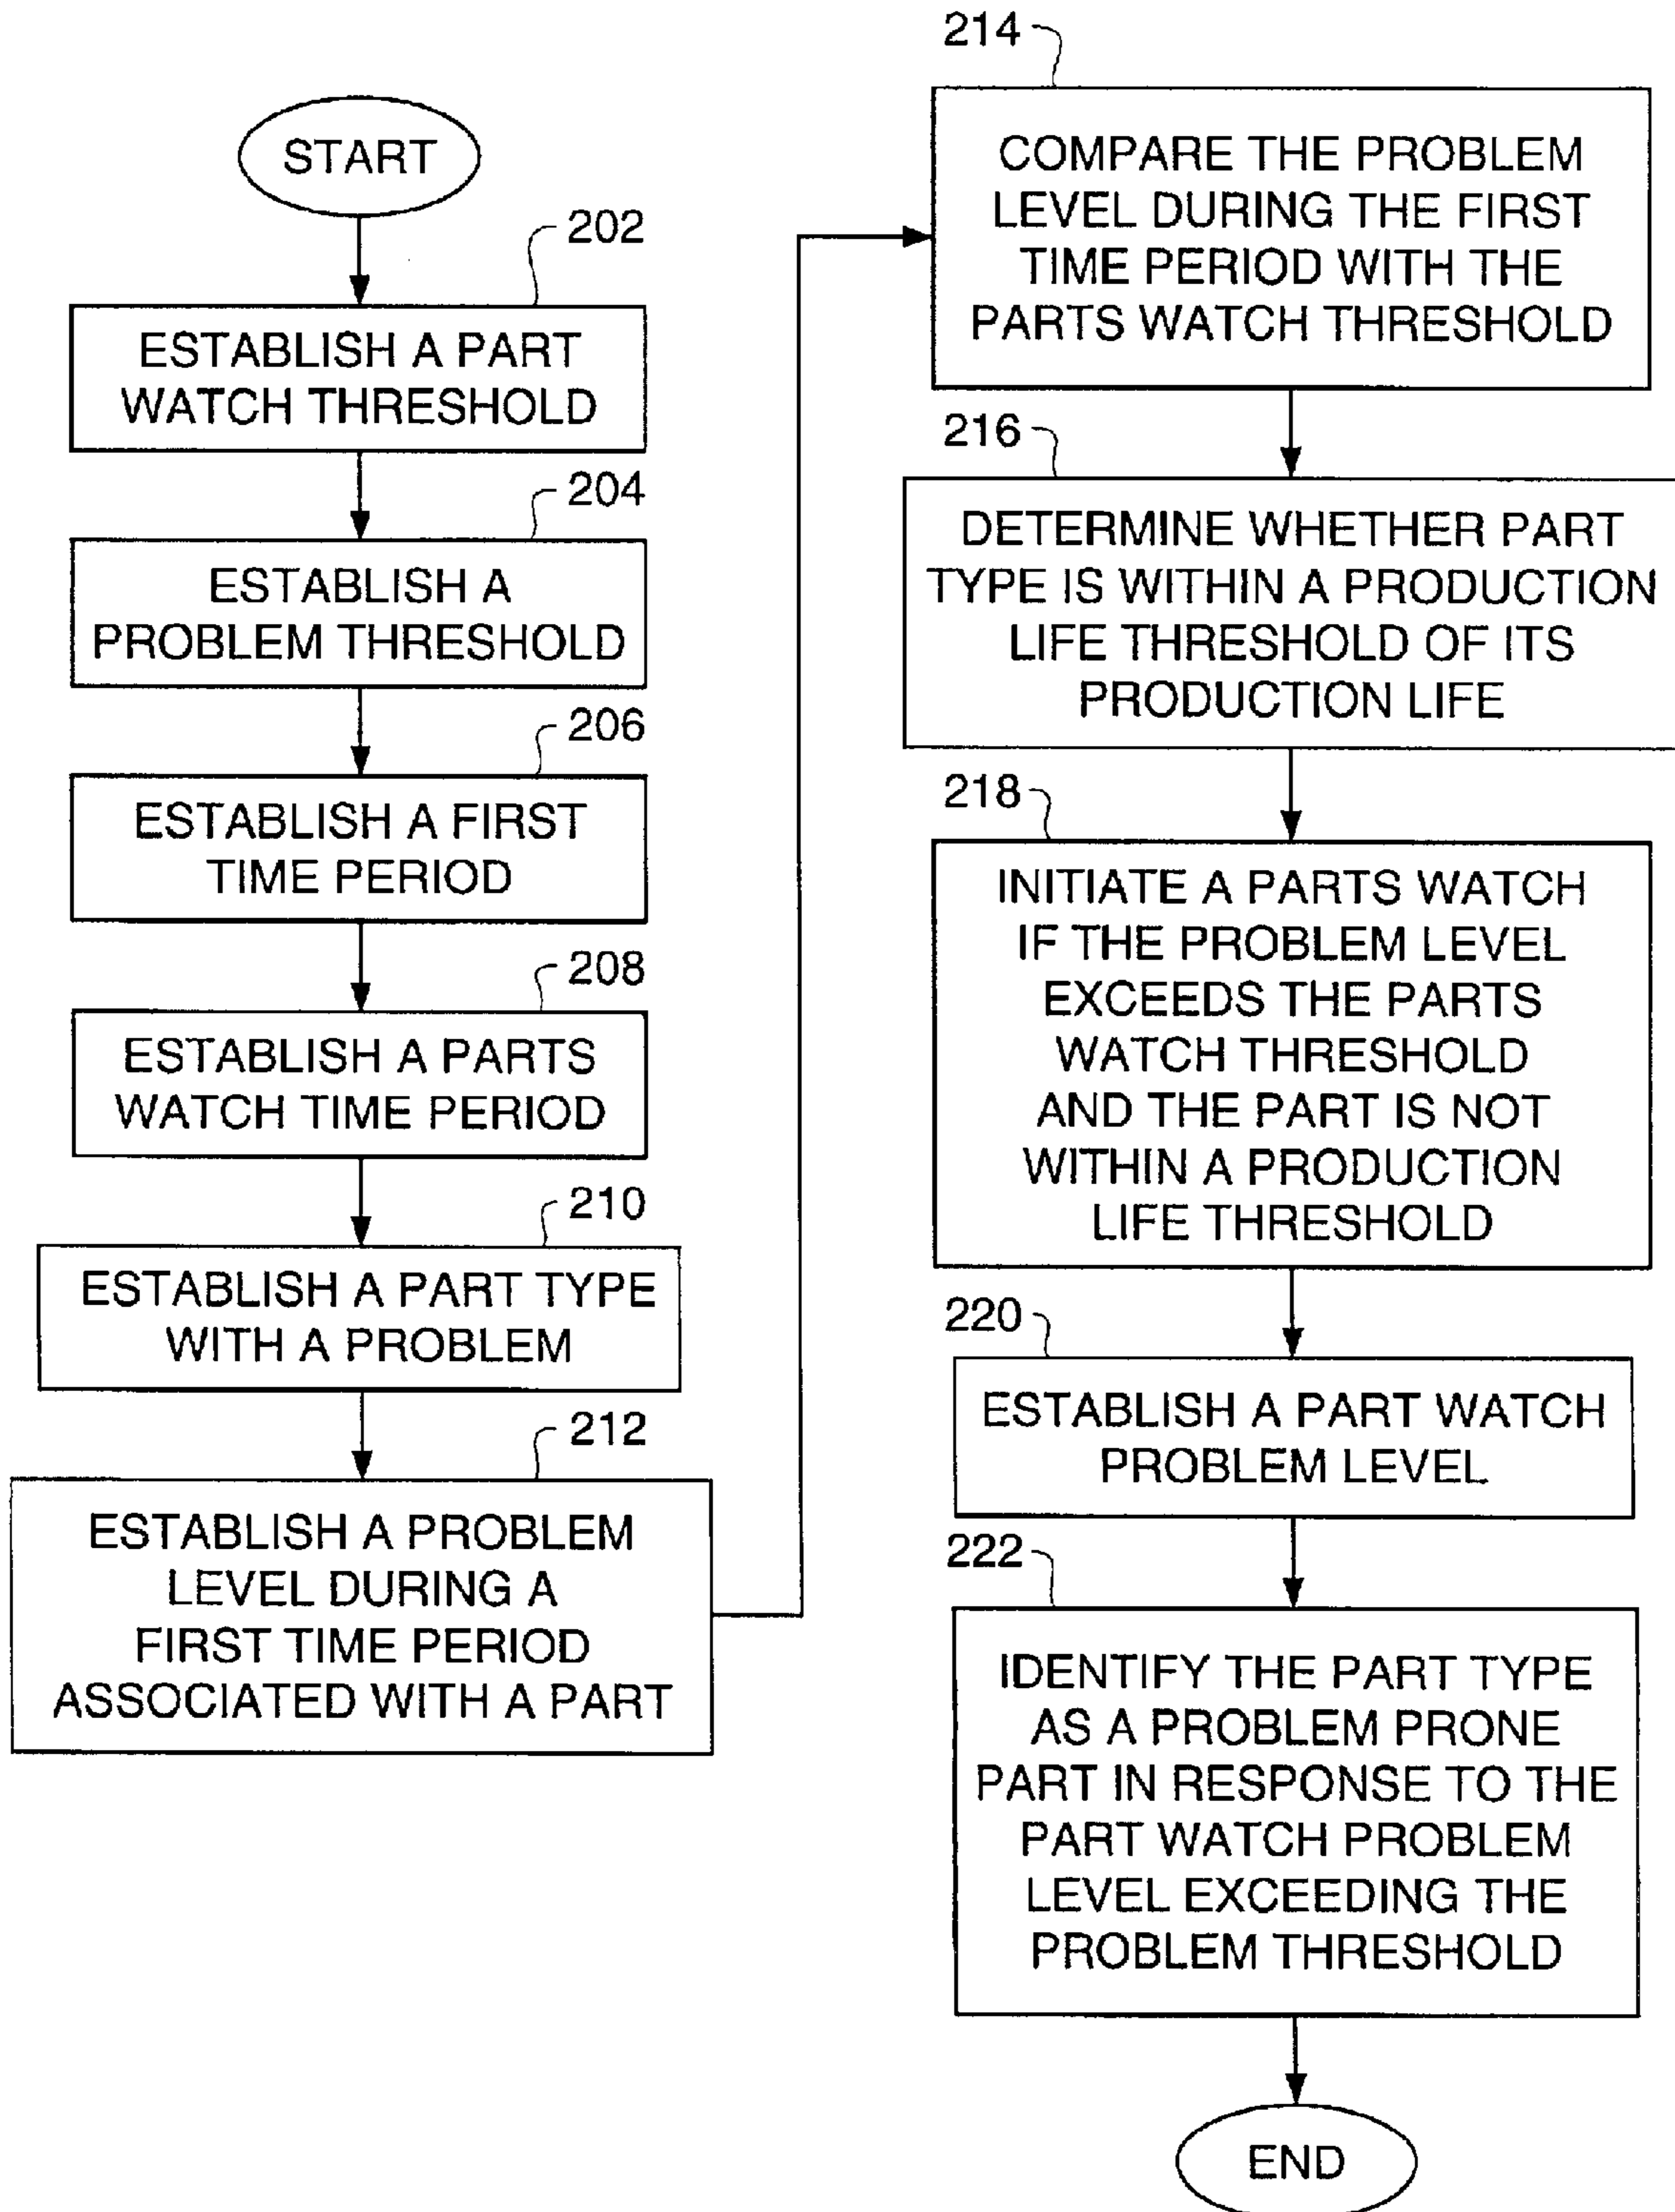 START
202
ESTABLISH A PART
WATCH THRESHOLD
204
ESTABLISH A
PROBLEM THRESHOLD
206
ESTABLISH A FIRST
TIME PERIOD
208
ESTABLISH A PARTS
WATCH TIME PERIOD
210
ESTABLISH A PART TYPE
WITH A PROBLEM
212
ESTABLISH A PROBLEM
LEVEL DURING A
FIRST TIME PERIOD
ASSOCIATED WITH A PART
214
COMPARE THE PROBLEM
LEVEL DURING THE FIRST
TIME PERIOD WITH THE
PARTS WATCH THRESHOLD
216
DETERMINE WHETHER PART
TYPE IS WITHIN A PRODUCTION
LIFE THRESHOLD OF ITS
PRODUCTION LIFE
218
INITIATE A PARTS WATCH
IF THE PROBLEM LEVEL
EXCEEDS THE PARTS
WATCH THRESHOLD
AND THE PART IS NOT
WITHIN A PRODUCTION
LIFE THRESHOLD
220
ESTABLISH A PART WATCH
PROBLEM LEVEL
222
IDENTIFY THE PART TYPE
AS A PROBLEM PRONE
PART IN RESPONSE TO THE
PART WATCH PROBLEM
LEVEL EXCEEDING THE
PROBLEM THRESHOLD
END